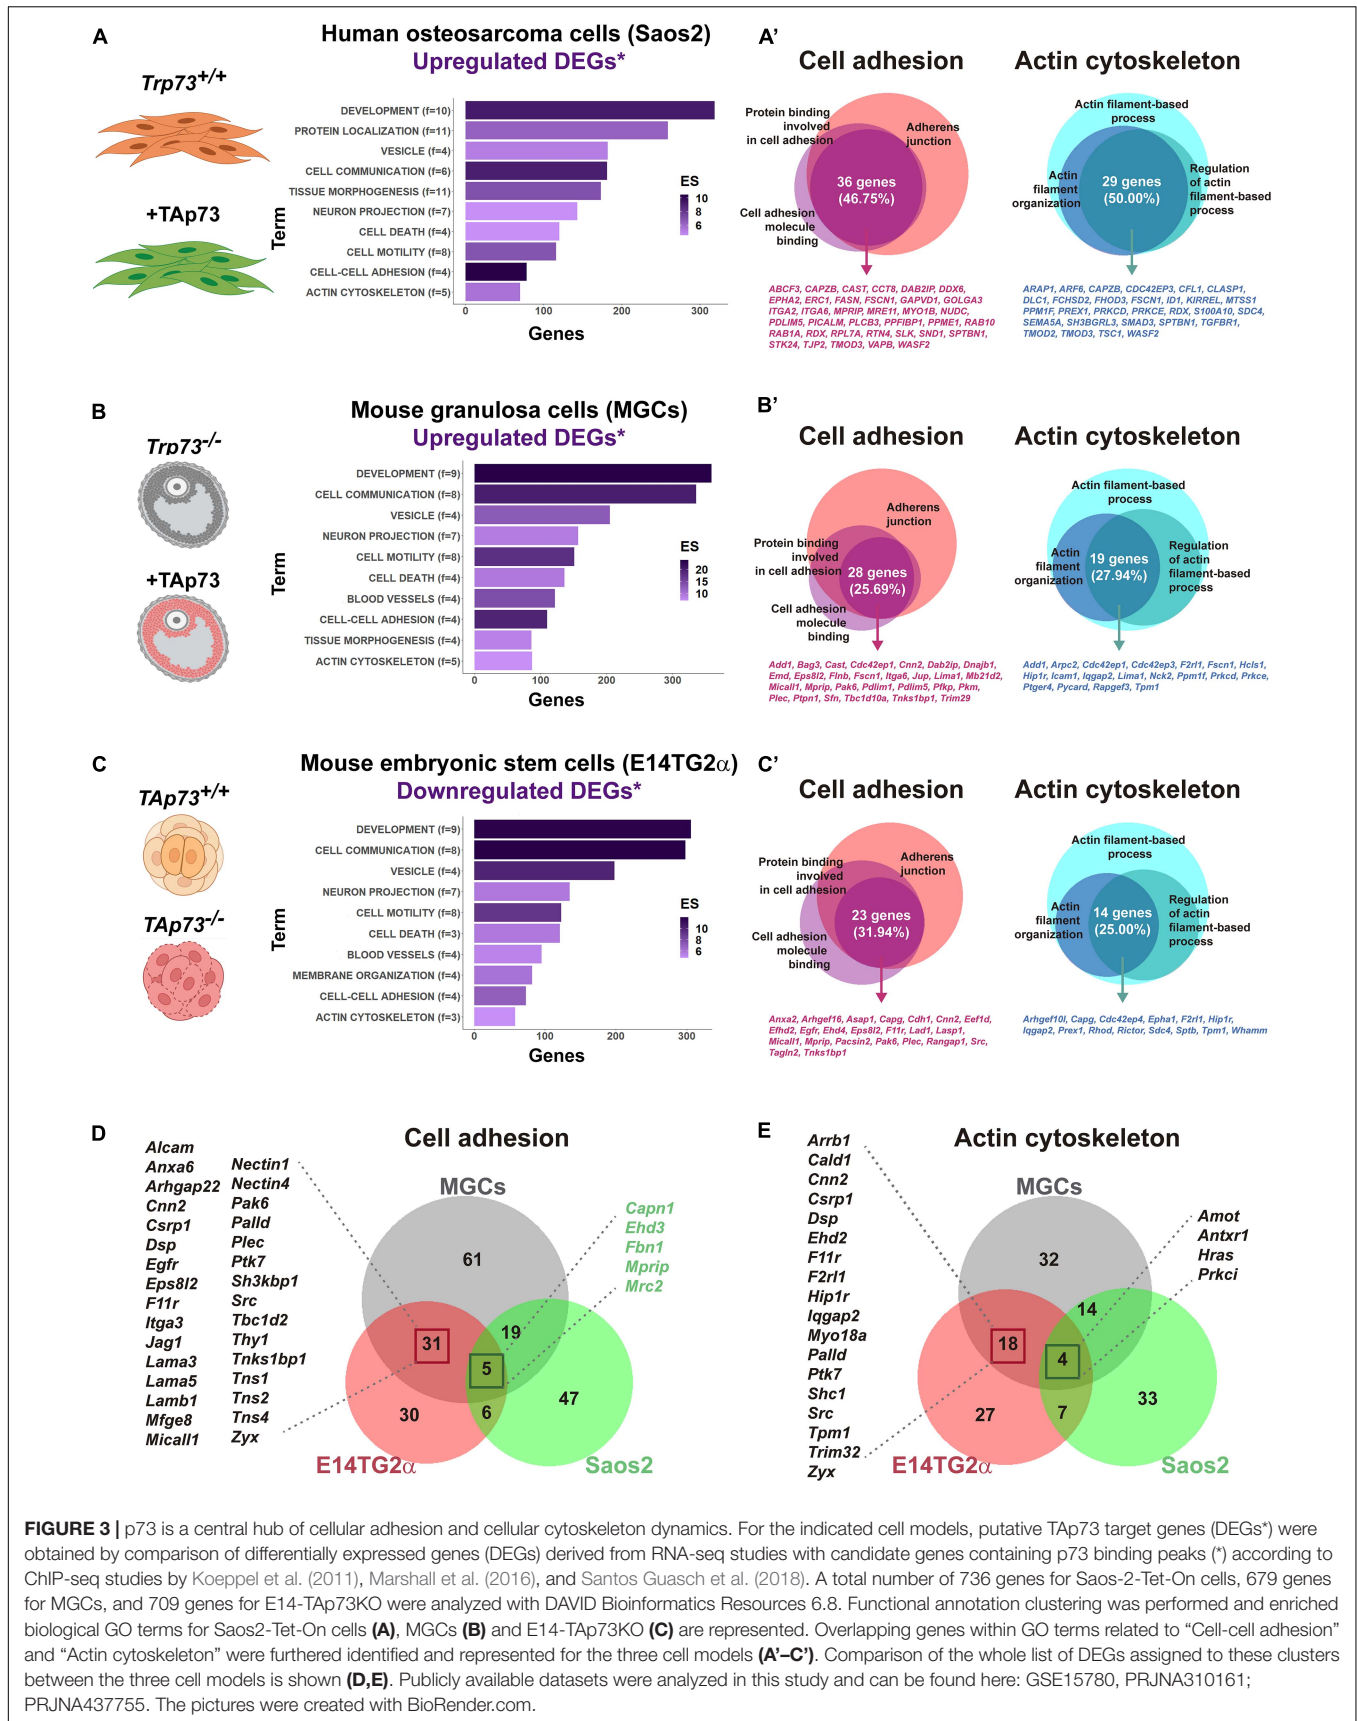 A
Human osteosarcoma cells (Saos2)
Upregulated DEGs*
Trp73+/+
+TAp73
Term
DEVELOPMENT (f=10)
PROTEIN LOCALIZATION (f=11)
VESICLE (f=4)
CELL COMMUNICATION (f=6)
TISSUE MORPHOGENESIS (f=11)
NEURON PROJECTION (f=7)
CELL DEATH (f=4)
CELL MOTILITY (f=8)
CELL-CELL ADHESION (f=4)
ACTIN CYTOSKELETON (f=5)
0 100 200 300
Genes
ES
10
8
6
A’
Cell adhesion
Protein binding
involved
in cell adhesion
Adherens
junction
36 genes
(46.75%)
Cell adhesion
molecule
binding
ABCF3, CAPZB, CAST, CCT8, DAB2IP, DDX6,
EPHA2, ERC1, FASN, FSCN1, GAPVD1, GOLGA3
ITGA2, ITGA6, MPRIP, MRE11, MYO1B, NUDC,
PDLIM5, PICALM, PLCB3, PPFIBP1, PPME1, RAB10
RAB1A, RDX, RPL7A, RTN4, SLK, SND1, SPTBN1,
STK24, TJP2, TMOD3, VAPB, WASF2
Actin cytoskeleton
Actin filament-based
process
Actin
filament
organization
29 genes
(50.00%)
Regulation
of actin
filament-based
process
ARAP1, ARF6, CAPZB, CDC42EP3, CFL1, CLASP1,
DLC1, FCHSD2, FHOD3, FSCN1, ID1, KIRREL, MTSS1
PPM1F, PREX1, PRKCD, PRKCE, RDX, S100A10, SDC4,
SEMA5A, SH3BGRL3, SMAD3, SPTBN1, TGFBR1,
TMOD2, TMOD3, TSC1, WASF2
B
Mouse granulosa cells (MGCs)
Upregulated DEGs*
Trp73-/-
+TAp73
Term
DEVELOPMENT (f=9)
CELL COMMUNICATION (f=8)
VESICLE (f=4)
NEURON PROJECTION (f=7)
CELL MOTILITY (f=8)
CELL DEATH (f=4)
BLOOD VESSELS (f=4)
CELL-CELL ADHESION (f=4)
TISSUE MORPHOGENESIS (f=4)
ACTIN CYTOSKELETON (f=5)
0 100 200 300
Genes
ES
20
15
10
B’
Cell adhesion
Adherens
junction
Protein binding
involved
in cell adhesion
28 genes
(25.69%)
Cell adhesion
molecule
binding
Add1, Bag3, Cast, Cdc42ep1, Cnn2, Dab2ip, Dnajb1,
Emd, Eps8l2, Flnb, Fscn1, Itga6, Jup, Lima1, Mb21d2,
Micall1, Mprip, Pak6, Pdlim1, Pdlim5, Pfkp, Pkm,
Plec, Ptpn1, Sfn, Tbc1d10a, Tnks1bp1, Trim29
Actin cytoskeleton
Actin filament-based
process
Actin
filament
organization
19 genes
(27.94%)
Regulation
of actin
filament-based
process
Add1, Arpc2, Cdc42ep1, Cdc42ep3, F2rl1, Fscn1, Hcls1,
Hip1r, Icam1, Iqgap2, Lima1, Nck2, Ppm1f, Prkcd, Prkce,
Ptger4, Pycard, Rapgef3, Tpm1
C
Mouse embryonic stem cells (E14TG2α)
Downregulated DEGs*
TAp73+/+
TAp73-/-
Term
DEVELOPMENT (f=9)
CELL COMMUNICATION (f=8)
VESICLE (f=4)
NEURON PROJECTION (f=7)
CELL MOTILITY (f=8)
CELL DEATH (f=3)
BLOOD VESSELS (f=4)
MEMBRANE ORGANIZATION (f=4)
CELL-CELL ADHESION (f=4)
ACTIN CYTOSKELETON (f=3)
0 100 200 300
Genes
ES
10
8
6
C’
Cell adhesion
Protein binding
involved
in cell adhesion
Adherens
junction
23 genes
(31.94%)
Cell adhesion
molecule
binding
Anxa2, Arhgef16, Asap1, Capg, Cdh1, Cnn2, Eef1d,
Efhd2, Egfr, Ehd4, Eps8l2, F11r, Lad1, Lasp1,
Micall1, Mprip, Pacsin2, Pak6, Plec, Rangap1, Src,
Tagln2, Tnks1bp1
Actin cytoskeleton
Actin filament-based
process
Actin
filament
organization
14 genes
(25.00%)
Regulation
of actin
filament-based
process
Arhgef10l, Capg, Cdc42ep4, Epha1, F2rl1, Hip1r,
Iqgap2, Prex1, Rhod, Rictor, Sdc4, Sptb, Tpm1, Whamm
D
Cell adhesion
Alcam
Anxa6
Arhgap22
Cnn2
Csrp1
Dsp
Egfr
Eps8l2
F11r
Itga3
Jag1
Lama3
Lama5
Lamb1
Mfge8
Micall1
Nectin1
Nectin4
Pak6
Palld
Plec
Ptk7
Sh3kbp1
Src
Tbc1d2
Thy1
Tnks1bp1
Tns1
Tns2
Tns4
Zyx
MGCs
61
31
19
5
30
6
47
E14TG2α
Saos2
Capn1
Ehd3
Fbn1
Mprip
Mrc2
E
Actin cytoskeleton
Arrb1
Cald1
Cnn2
Csrp1
Dsp
Ehd2
F11r
F2rl1
Hip1r
Iqgap2
Myo18a
Palld
Ptk7
Shc1
Src
Tpm1
Trim32
Zyx
MGCs
32
18
14
4
27
7
33
E14TG2α
Saos2
Amot
Antxr1
Hras
Prkci
FIGURE 3 | p73 is a central hub of cellular adhesion and cellular cytoskeleton dynamics. For the indicated cell models, putative TAp73 target genes (DEGs*) were
obtained by comparison of differentially expressed genes (DEGs) derived from RNA-seq studies with candidate genes containing p73 binding peaks (*) according to
ChIP-seq studies by Koeppel et al. (2011), Marshall et al. (2016), and Santos Guasch et al. (2018). A total number of 736 genes for Saos-2-Tet-On cells, 679 genes
for MGCs, and 709 genes for E14-TAp73KO were analyzed with DAVID Bioinformatics Resources 6.8. Functional annotation clustering was performed and enriched
biological GO terms for Saos2-Tet-On cells (A), MGCs (B) and E14-TAp73KO (C) are represented. Overlapping genes within GO terms related to “Cell-cell adhesion”
and “Actin cytoskeleton” were furthered identified and represented for the three cell models (A’–C’). Comparison of the whole list of DEGs assigned to these clusters
between the three cell models is shown (D,E). Publicly available datasets were analyzed in this study and can be found here: GSE15780, PRJNA310161;
PRJNA437755. The pictures were created with BioRender.com.